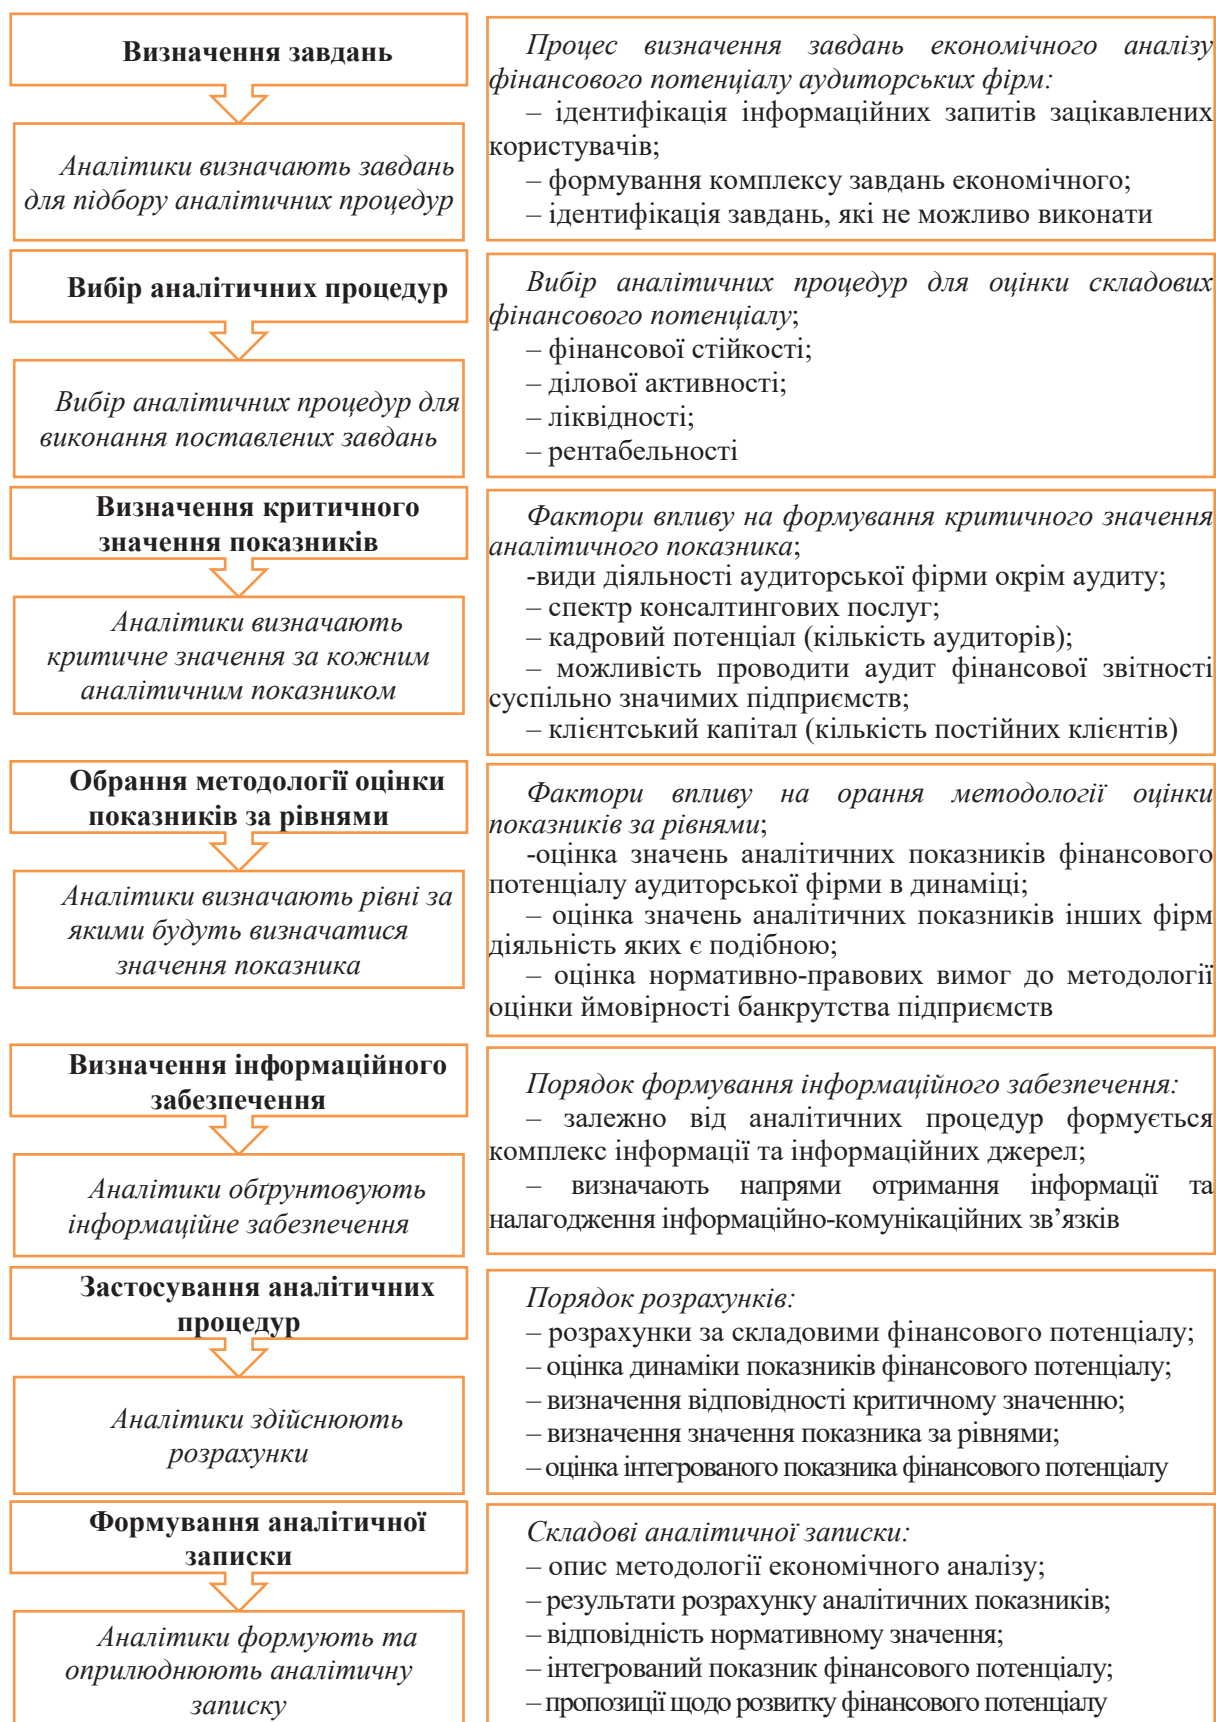 Визначення завдань
Аналітики визначають завдань
для підбору аналітичних процедур
Процес визначення завдань економічного аналізу
фінансового потенціалу аудиторських фірм:
– ідентифікація інформаційних запитів зацікавлених
користувачів;
– формування комплексу завдань економічного;
– ідентифікація завдань, які не можливо виконати
Вибір аналітичних процедур
Вибір аналітичних процедур для
виконання поставлених завдань
Вибір аналітичних процедур для оцінки складових
фінансового потенціалу;
– фінансової стійкості;
– ділової активності;
– ліквідності;
– рентабельності
Визначення критичного
значення показників
Аналітики визначають
критичне значення за кожним
аналітичним показником
Фактори впливу на формування критичного значення
аналітичного показника;
-види діяльності аудиторської фірми окрім аудиту;
– спектр консалтингових послуг;
– кадровий потенціал (кількість аудиторів);
– можливість проводити аудит фінансової звітності
суспільно значимих підприємств;
– клієнтський капітал (кількість постійних клієнтів)
Обрання методології оцінки
показників за рівнями
Аналітики визначають рівні за
якими будуть визначатися
значення показника
Фактори впливу на орання методології оцінки
показників за рівнями;
-оцінка значень аналітичних показників фінансового
потенціалу аудиторської фірми в динаміці;
– оцінка значень аналітичних показників інших фірм
діяльність яких є подібною;
– оцінка нормативно-правових вимог до методології
оцінки ймовірності банкрутства підприємств
Визначення інформаційного
забезпечення
Аналітики обґрунтовують
інформаційне забезпечення
Порядок формування інформаційного забезпечення:
– залежно від аналітичних процедур формується
комплекс інформації та інформаційних джерел;
– визначають напрями отримання інформації та
налагодження інформаційно-комунікаційних зв’язків
Застосування аналітичних
процедур
Аналітики здійснюють
розрахунки
Порядок розрахунків:
– розрахунки за складовими фінансового потенціалу;
– оцінка динаміки показників фінансового потенціалу;
– визначення відповідності критичному значенню;
– визначення значення показника за рівнями;
– оцінка інтегрованого показника фінансового потенціалу
Формування аналітичної
записки
Аналітики формують та
оприлюднюють аналітичну
записку
Складові аналітичної записки:
– опис методології економічного аналізу;
– результати розрахунку аналітичних показників;
– відповідність нормативному значення;
– інтегрований показник фінансового потенціалу;
– пропозиції щодо розвитку фінансового потенціалу